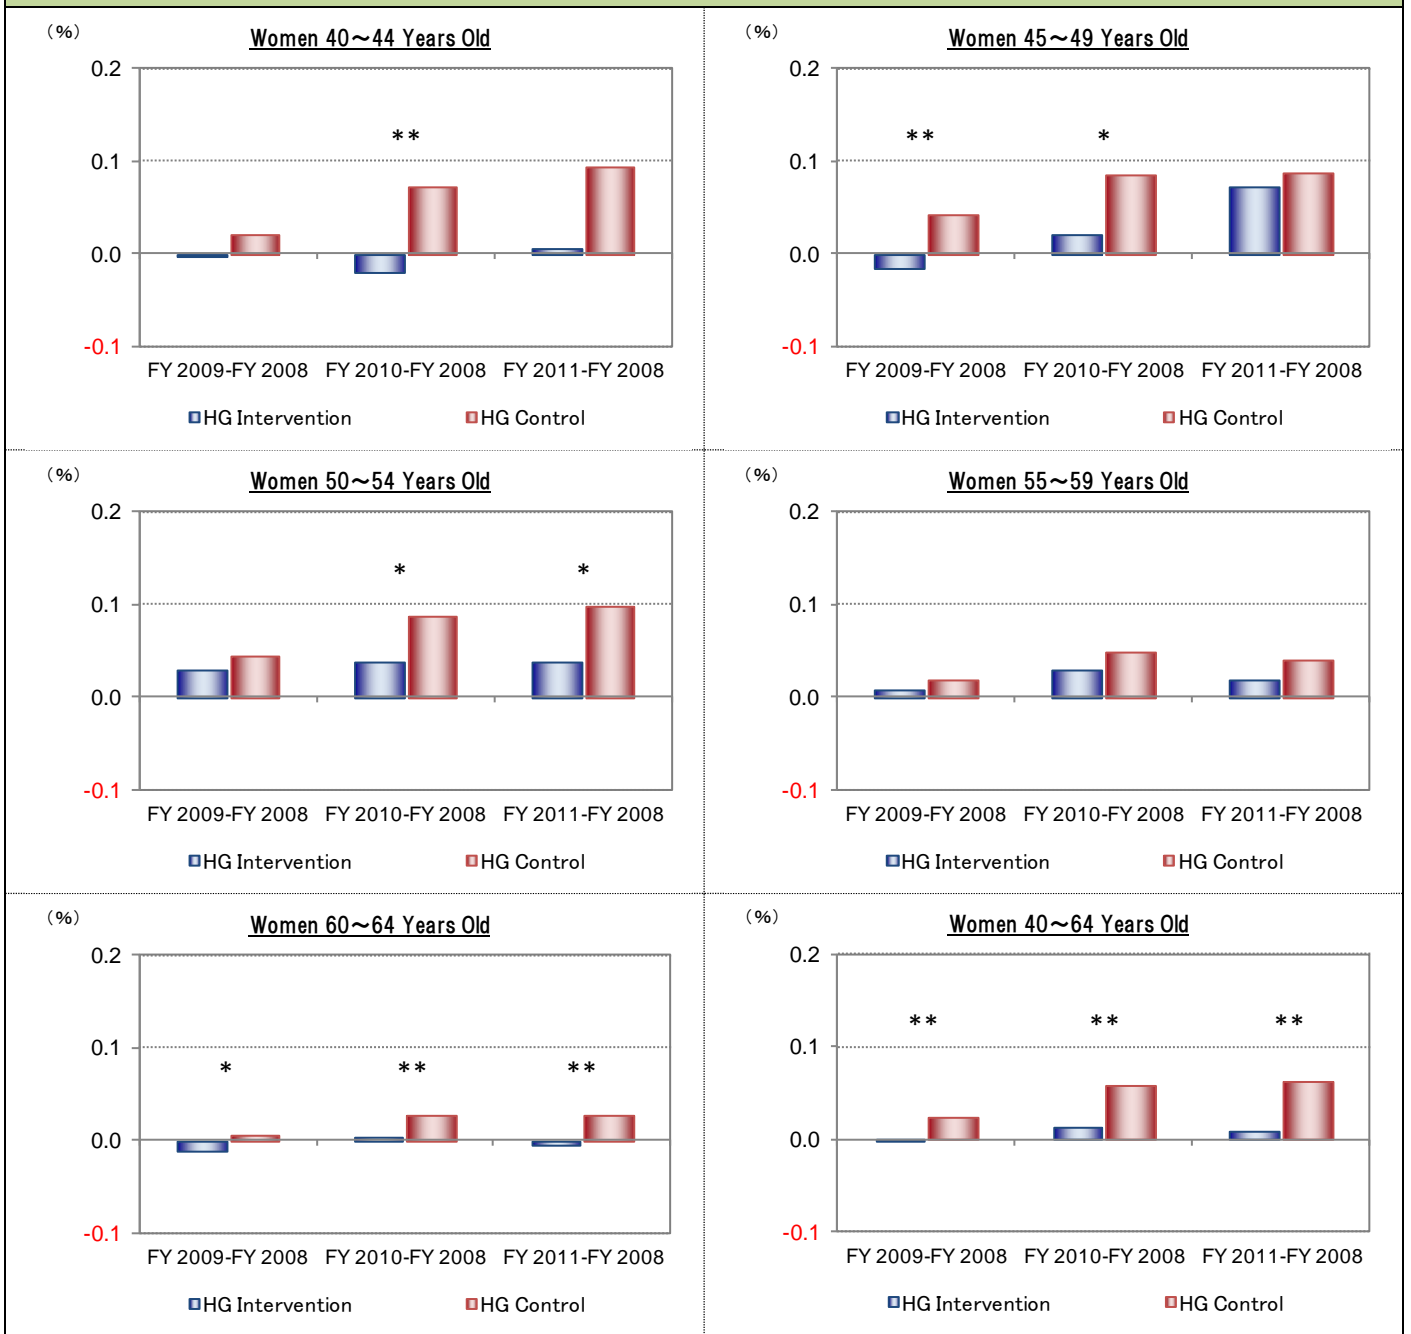 (%)
Women 40～44 Years Old
0.2
**
0.1
0.0
-0.1
FY 2009-FY 2008 FY 2010-FY 2008 FY 2011-FY 2008
HG Intervention HG Control
(%)
Women 45～49 Years Old
0.2
** *
0.1
0.0
-0.1
FY 2009-FY 2008 FY 2010-FY 2008 FY 2011-FY 2008
HG Intervention HG Control
(%)
Women 50～54 Years Old
0.2
* *
0.1
0.0
-0.1
FY 2009-FY 2008 FY 2010-FY 2008 FY 2011-FY 2008
HG Intervention HG Control
(%)
Women 55～59 Years Old
0.2
0.1
0.0
-0.1
FY 2009-FY 2008 FY 2010-FY 2008 FY 2011-FY 2008
HG Intervention HG Control
(%)
Women 60～64 Years Old
0.2
0.1
* ** **
0.0
-0.1
FY 2009-FY 2008 FY 2010-FY 2008 FY 2011-FY 2008
HG Intervention HG Control
(%)
Women 40～64 Years Old
0.2
** ** **
0.1
0.0
-0.1
FY 2009-FY 2008 FY 2010-FY 2008 FY 2011-FY 2008
HG Intervention HG Control